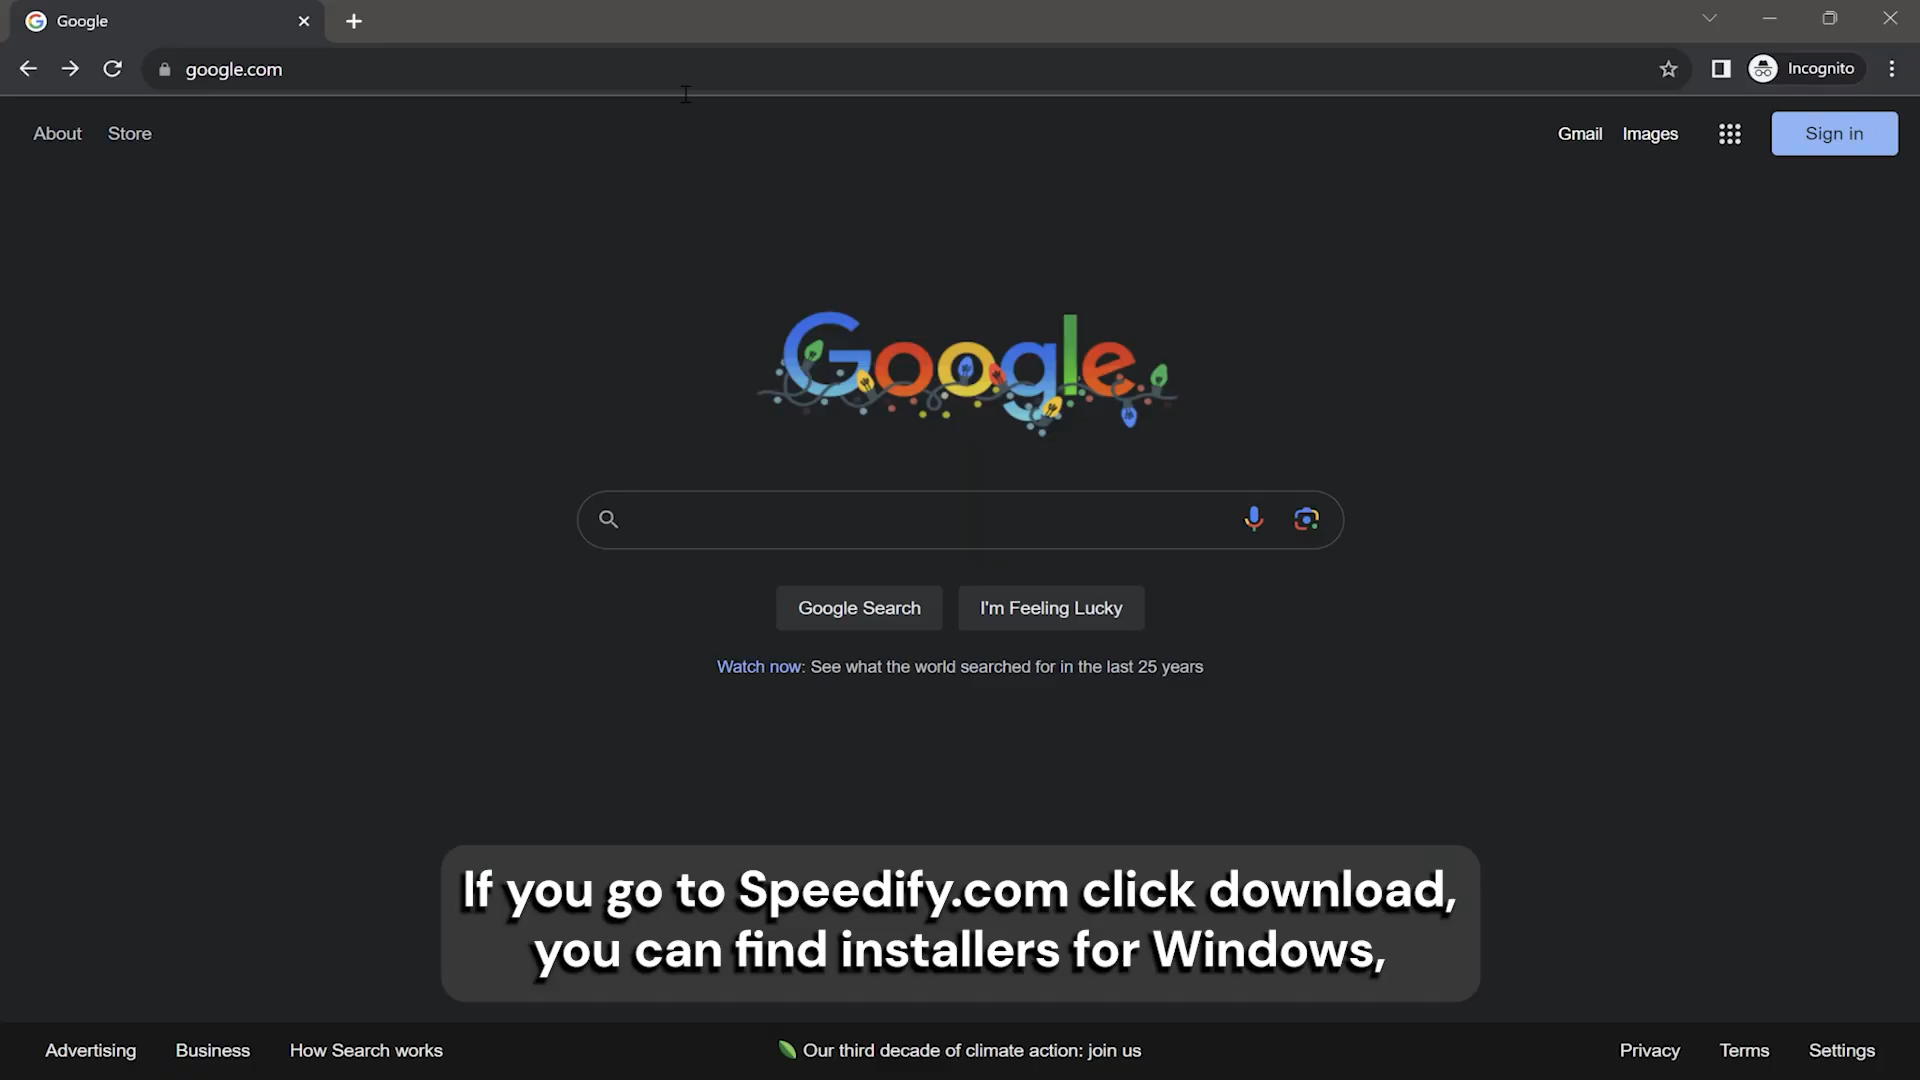 Google
google.com
Incognito
About Store
Gmail Images Sign in
Google
Google Search I'm Feeling Lucky
Watch now: See what the world searched for in the last 25 years
If you go to Speedify.com click download,
you can find installers for Windows,
Advertising Business How Search works
Our third decade of climate action: join us
Privacy Terms Settings